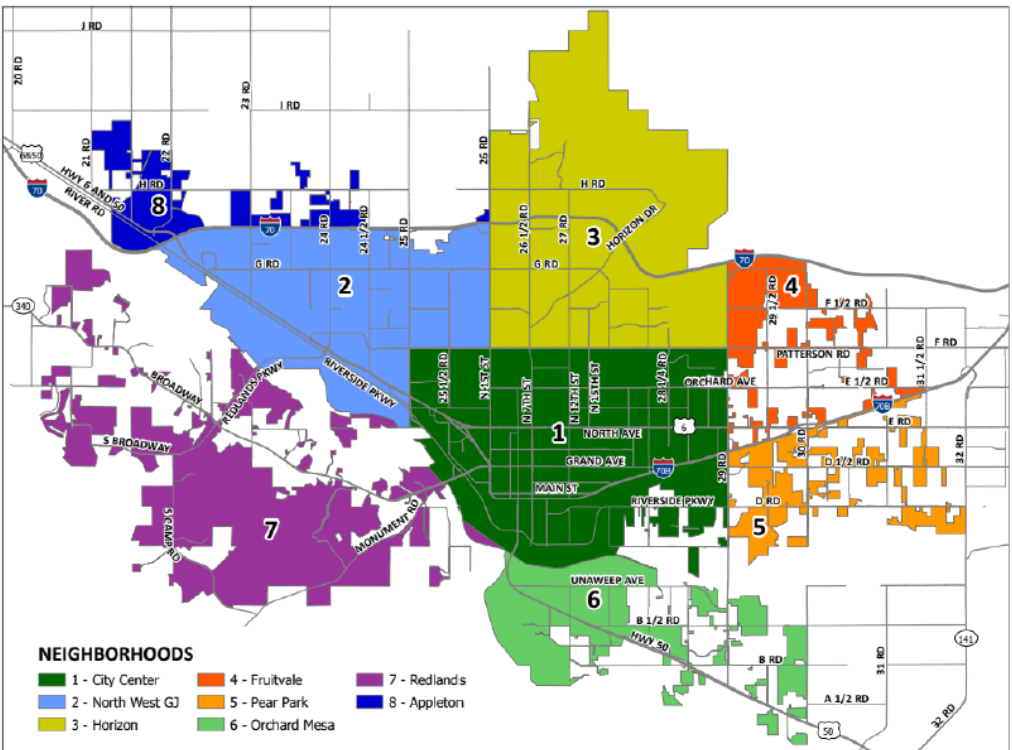 J RD
20 RD
23 RD
I RD
6&50
21 RD
22 RD
26 RD
HWY 6 AND 50
H RD
H RD
70
RIVER RD
8
70
24 RD
24 1/2 RD
25 RD
26 1/2 RD
27 RD
HORIZON DR
3
G RD
G RD
70
2
4
29 1/2 RD
F 1/2 RD
340
F RD
PATTERSON RD
31 1/2 RD
BROADWAY
REDLANDS PKWY
RIVERSIDE PKWY
25 1/2 RD
N 1ST ST
N 7TH ST
N 12TH ST
N 15TH ST
28 1/4 RD
ORCHARD AVE
E 1/2 RD
70B
1
NORTH AVE
6
E RD
S BROADWAY
GRAND AVE
70B
29 RD
30 RD
D 1/2 RD
32 RD
MAIN ST
RIVERSIDE PKWY
D RD
7
MONUMENT RD
S CAMP RD
5
UNAWEEP AVE
6
B 1/2 RD
HWY 50
141
B RD
31 RD
A 1/2 RD
50
32 RD
NEIGHBORHOODS
1 - City Center
2 - North West GJ
3 - Horizon
4 - Fruitvale
5 - Pear Park
6 - Orchard Mesa
7 - Redlands
8 - Appleton